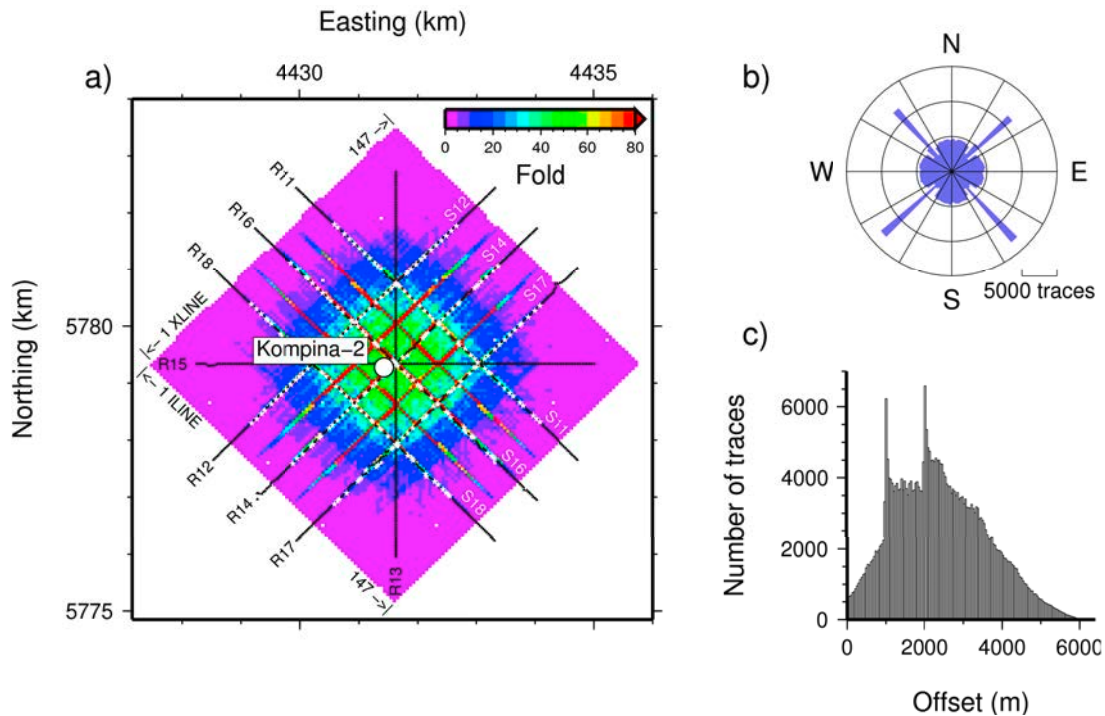 Easting (km)
a)
4430
4435
0
20
40
60
80
Fold
147 –>
R11
R16
R18
S12
S14
S17
<– 1 XLINE
<– 1 ILINE
R15
Kompina–2
5780
Northing (km)
R12
R14
R17
S11
S16
S18
147 –>
R13
5775
b)
N
W
E
S
5000 traces
c)
6000
4000
2000
0
Number of traces
0
2000
4000
6000
Offset (m)